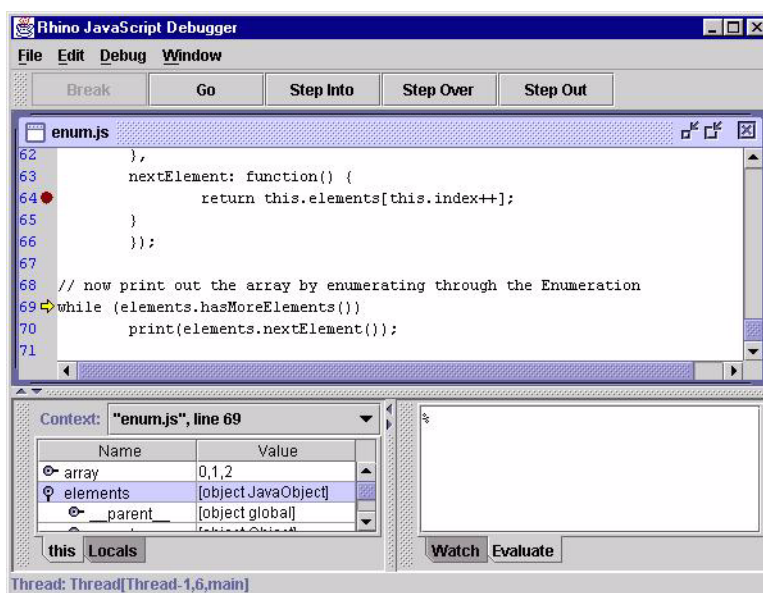 Rhino JavaScript Debugger
File Edit Debug Window
Break Go Step Into Step Over Step Out
enum.js
62 },
63 nextElement: function() {
64 return this.elements[this.index++];
65 }
66 });
67
68 // now print out the array by enumerating through the Enumeration
69 while (elements.hasMoreElements())
70 print(elements.nextElement());
71
Context: "enum.js", line 69
Name Value
array 0,1,2
elements [object JavaObject]
__parent__ [object global]
[object Object]
this Locals
%
Watch Evaluate
Thread: Thread[Thread-1,6,main]